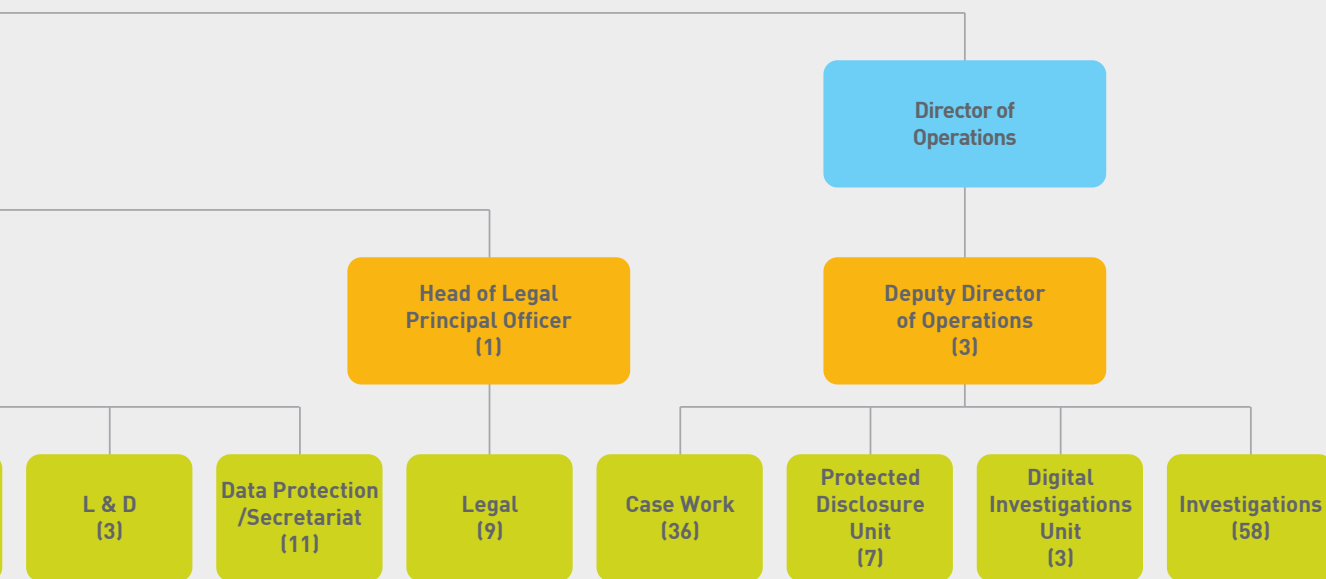 Director of
Operations
Head of Legal
Principal Officer
(1)
Deputy Director
of Operations
(3)
L & D
(3)
Data Protection
/Secretariat
(11)
Legal
(9)
Case Work
(36)
Protected
Disclosure
Unit
(7)
Digital
Investigations
Unit
(3)
Investigations
(58)